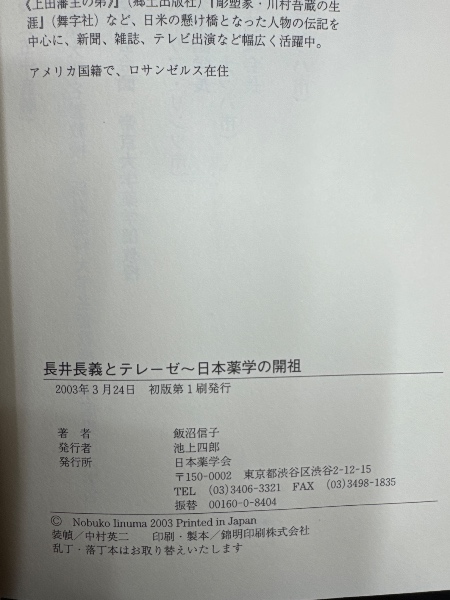 《上田藩主の弟》』(郷土出版社)『彫塑家・川村吾蔵の生
涯』(舞字社)など、日米の懸け橋となった人物の伝記を
中心に、新聞、雑誌、テレビ出演など幅広く活躍中。
アメリカ国籍で、ロサンゼルス在住
長井長義とテレーゼ～日本薬学の開祖
2003年3月24日 初版第1刷発行
著者 飯沼信子
発行者 池上四郎
発行所 日本薬学会
〒150-0002 東京都渋谷区渋谷2-12-15
TEL (03)3406-3321 FAX (03)3498-1835
振替 00160-0-8404
© Nobuko Iinuma 2003 Printed in Japan
装幀／中村英二 印刷・製本／錦明印刷株式会社
乱丁・落丁本はお取り替えいたします